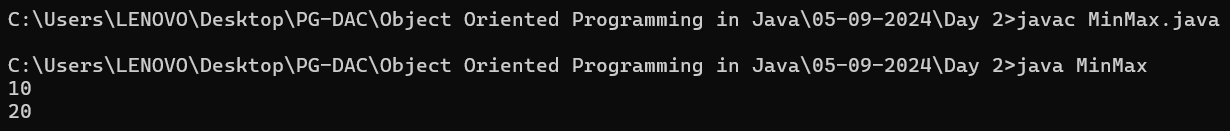 C:\Users\LENOVO\Desktop\PG-DAC\Object Oriented Programming in Java\05-09-2024\Day 2>javac MinMax.java
C:\Users\LENOVO\Desktop\PG-DAC\Object Oriented Programming in Java\05-09-2024\Day 2>java MinMax
10
20